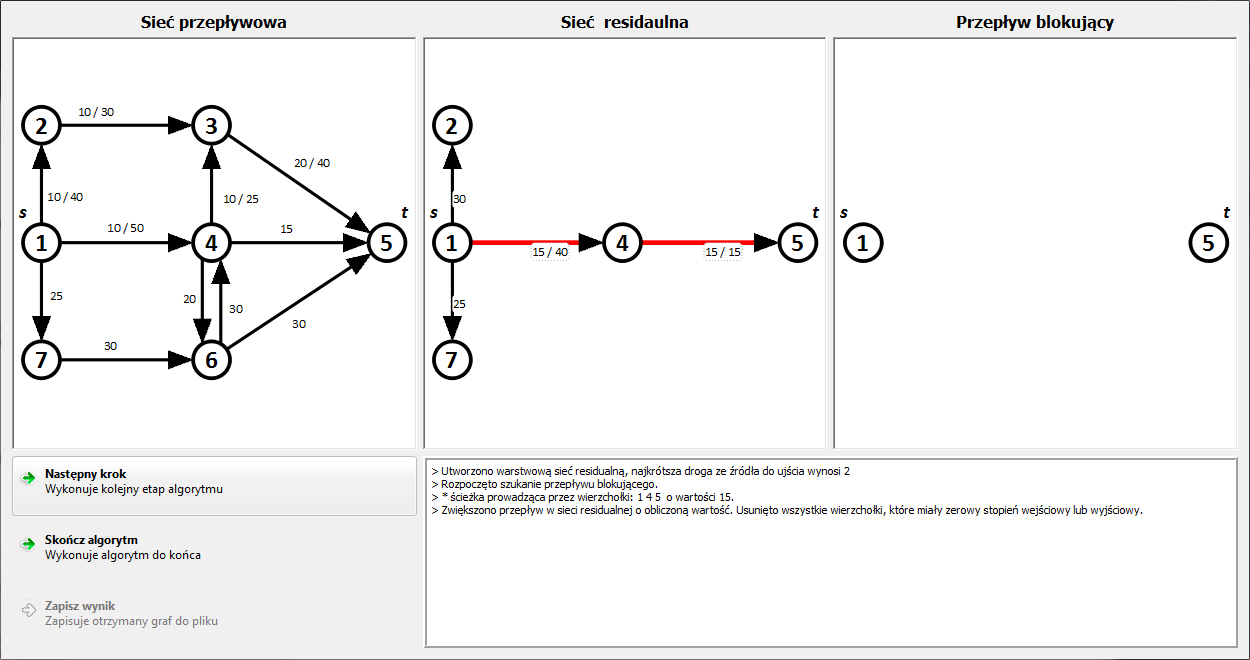 Sieć przepływowa
Sieć residaulna
Przepływ blokujący
10 / 30
2
3
20 / 40
10 / 40
10 / 25
s
t
10 / 50
15
1
4
5
25
20
30
30
30
7
6
2
30
s
t
1
4
5
15 / 40
15 / 15
25
7
s
t
1
5
Następny krok
Wykonuje kolejny etap algorytmu
Skończ algorytm
Wykonuje algorytm do końca
Zapisz wynik
Zapisuje otrzymany graf do pliku
> Utworzono warstwową sieć residualną, najkrótsza droga ze źródła do ujścia wynosi 2
> Rozpoczęto szukanie przepływu blokującego.
> * ścieżka prowadząca przez wierzchołki: 1 4 5 o wartości 15.
> Zwiększono przepływ w sieci residualnej o obliczoną wartość. Usunięto wszystkie wierzchołki, które miały zerowy stopień wejściowy lub wyjściowy.